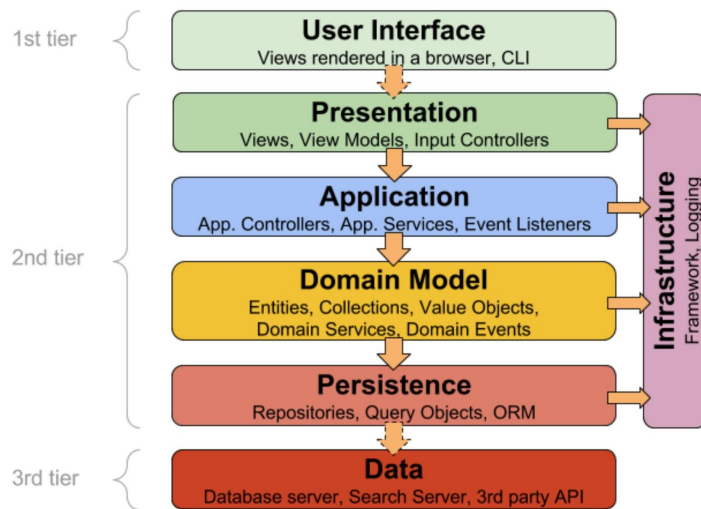 1st tier
User Interface
Views rendered in a browser, CLI
2nd tier
Presentation
Views, View Models, Input Controllers
Application
App. Controllers, App. Services, Event Listeners
Domain Model
Entities, Collections, Value Objects,
Domain Services, Domain Events
Persistence
Repositories, Query Objects, ORM
Infrastructure
Framework, Logging
3rd tier
Data
Database server, Search Server, 3rd party API